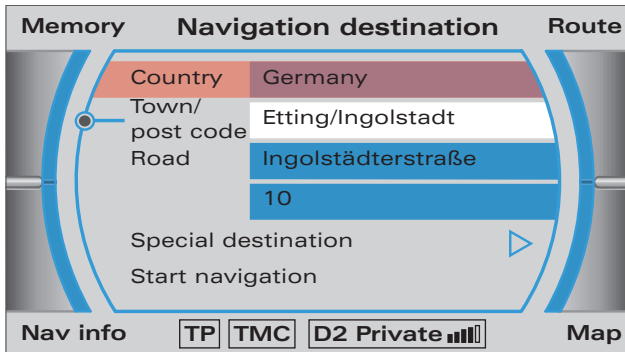 Memory Navigation destination Route
Country Germany
Town/
post code Etting/Ingolstadt
Road Ingolstädterstraße
10
Special destination
Start navigation
Nav info TP TMC D2 Private Map